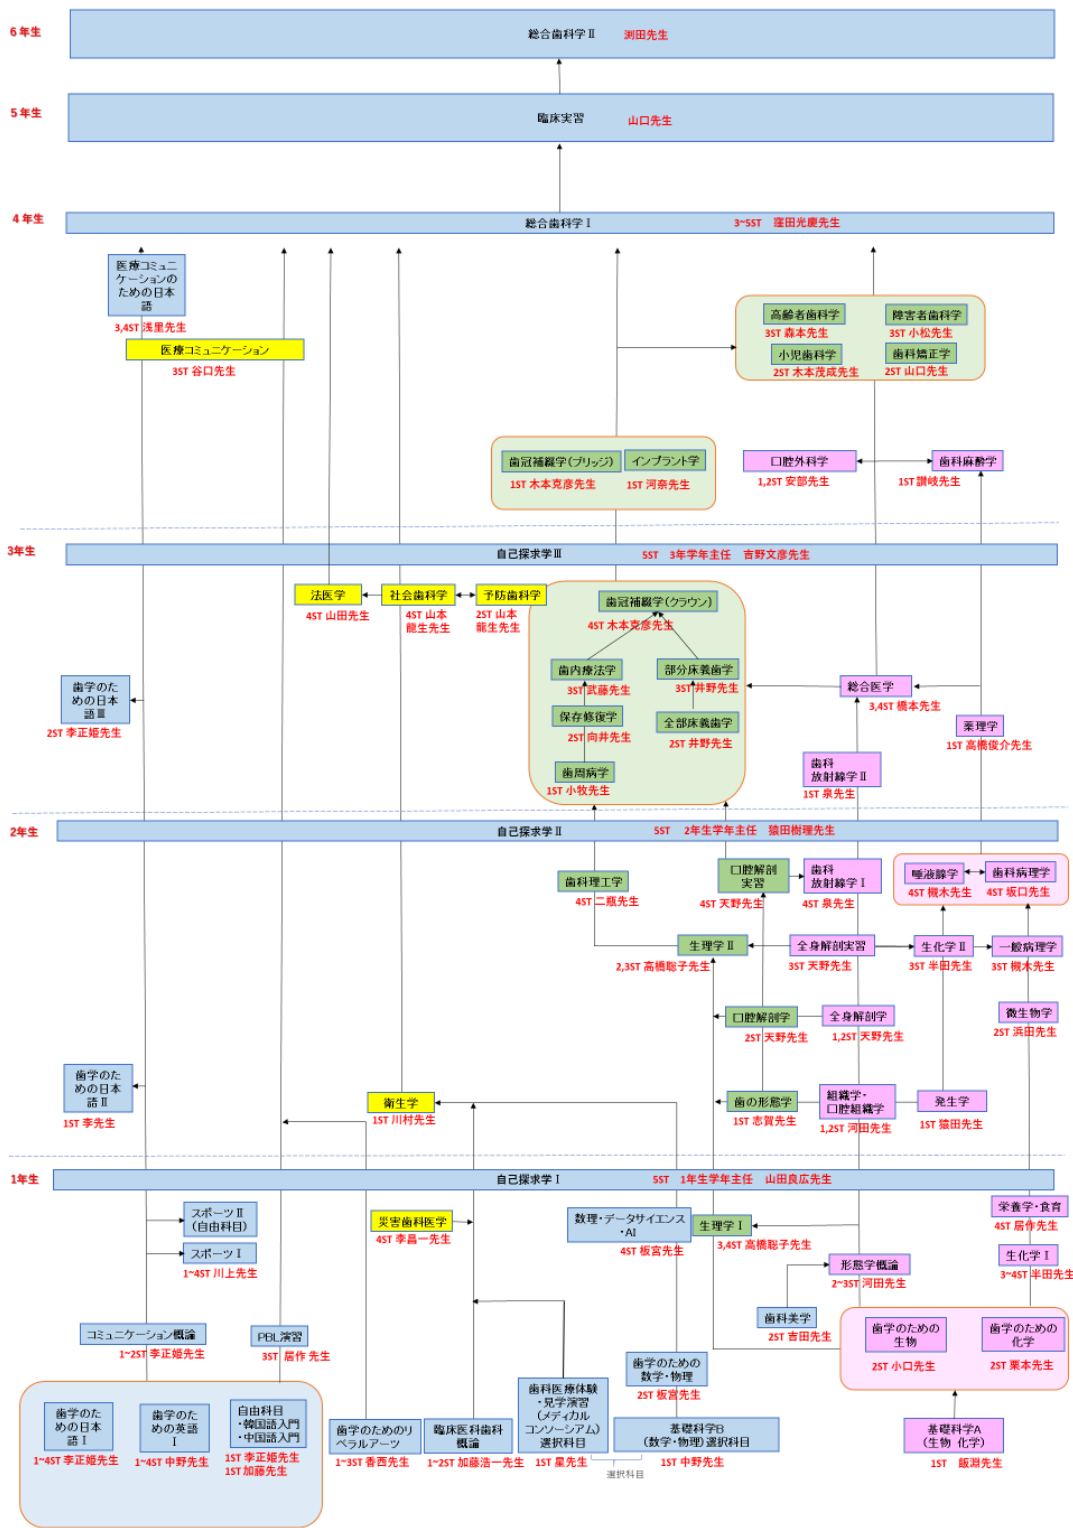 6年生
総合歯科学Ⅱ 渕田先生
5年生
臨床実習 山口先生
4年生
総合歯科学Ⅰ 3~5ST 窪田光慶先生
医療コミュニ
ケーションの
ための日本
語
3,4ST 浅里先生
医療コミュニケーション
3ST 谷口先生
高齢者歯科学
3ST 森本先生
障害者歯科学
3ST 小松先生
小児歯科学
2ST 木本茂成先生
歯科矯正学
2ST 山口先生
歯冠補綴学(ブリッジ)
1ST 木本克彦先生
インプラント学
1ST 河奈先生
口腔外科学
1,2ST 安部先生
歯科麻酔学
1ST 讃岐先生
3年生
自己探求学Ⅲ 5ST 3年学年主任 吉野文彦先生
法医学
4ST 山田先生
社会歯科学
4ST 山本
龍生先生
予防歯科学
2ST 山本
龍生先生
歯冠補綴学(クラウン)
4ST 木本克彦先生
歯内療法学
3ST 武藤先生
部分床義歯学
3ST 井野先生
保存修復学
2ST 向井先生
全部床義歯学
2ST 井野先生
歯周病学
1ST 小牧先生
歯学のた
めの日本
語Ⅲ
2ST 李正姫先生
総合医学
3,4ST 橋本先生
薬理学
1ST 高橋俊介先生
歯科
放射線学Ⅱ
1ST 泉先生
2年生
自己探求学Ⅱ 5ST 2年生学年主任 猿田樹理先生
歯科理工学
4ST 二瓶先生
口腔解剖
実習
4ST 天野先生
歯科
放射線学Ⅰ
4ST 泉先生
唾液腺学
4ST 槻木先生
歯科病理学
4ST 坂口先生
生理学Ⅱ
2,3ST 高橋聡子先生
全身解剖実習
3ST 天野先生
生化学Ⅱ
3ST 半田先生
一般病理学
3ST 槻木先生
口腔解剖学
2ST 天野先生
全身解剖学
1,2ST 天野先生
微生物学
2ST 浜田先生
歯学のた
めの日本
語Ⅱ
1ST 李先生
衛生学
1ST 川村先生
歯の形態学
1ST 志賀先生
組織学・
口腔組織学
1,2ST 河田先生
発生学
1ST 猿田先生
1年生
自己探求学Ⅰ 5ST 1年生学年主任 山田良広先生
スポーツⅡ
(自由科目)
スポーツⅠ
1~4ST 川上先生
災害歯科医学
4ST 李昌一先生
数理・データサイエンス
・AI
4ST 板宮先生
生理学Ⅰ
3,4ST 高橋聡子先生
栄養学・食育
4ST 居作先生
生化学Ⅰ
3~4ST 半田先生
形態学概論
2~3ST 河田先生
歯科美学
2ST 吉田先生
コミュニケーション概論
1~2ST 李正姫先生
PBL演習
3ST 居作 先生
歯学のための
生物
2ST 小口先生
歯学のための
化学
2ST 栗本先生
歯学のための
数学・物理
2ST 板宮先生
歯学のた
めの日本
語Ⅰ
1~4ST 李正姫先生
歯学のた
めの英語
Ⅰ
1~4ST 中野先生
自由科目
・韓国語入門
・中国語入門
1ST 李正姫先生
1ST 加藤先生
歯学のためのリ
ベラルアーツ
1~3ST 香西先生
臨床医科歯科
概論
1~2ST 加藤浩一先生
歯科医療体験
・見学演習
(メディカル
コンソーシアム)
選択科目
1ST 星先生
基礎科学B
(数学・物理)選択科目
1ST 中野先生
選択科目
基礎科学A
(生物 化学)
1ST 飯淵先生